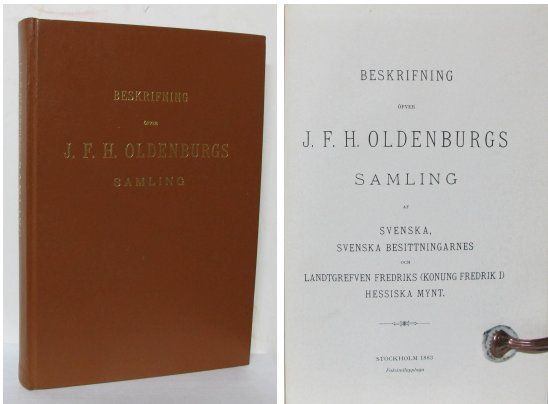 BESKRIFNING
ÖFVER
J. F. H. OLDENBURGS
SAMLING
BESKRIFNING
ÖFVER
J. F. H. OLDENBURGS
SAMLING
AF
SVENSKA,
SVENSKA BESITTNINGARNES
OCH
LANDTGREFVEN FREDRIKS (KONUNG FREDRIK I)
HESSISKA MYNT.
STOCKHOLM 1883
Faksimilupplaga